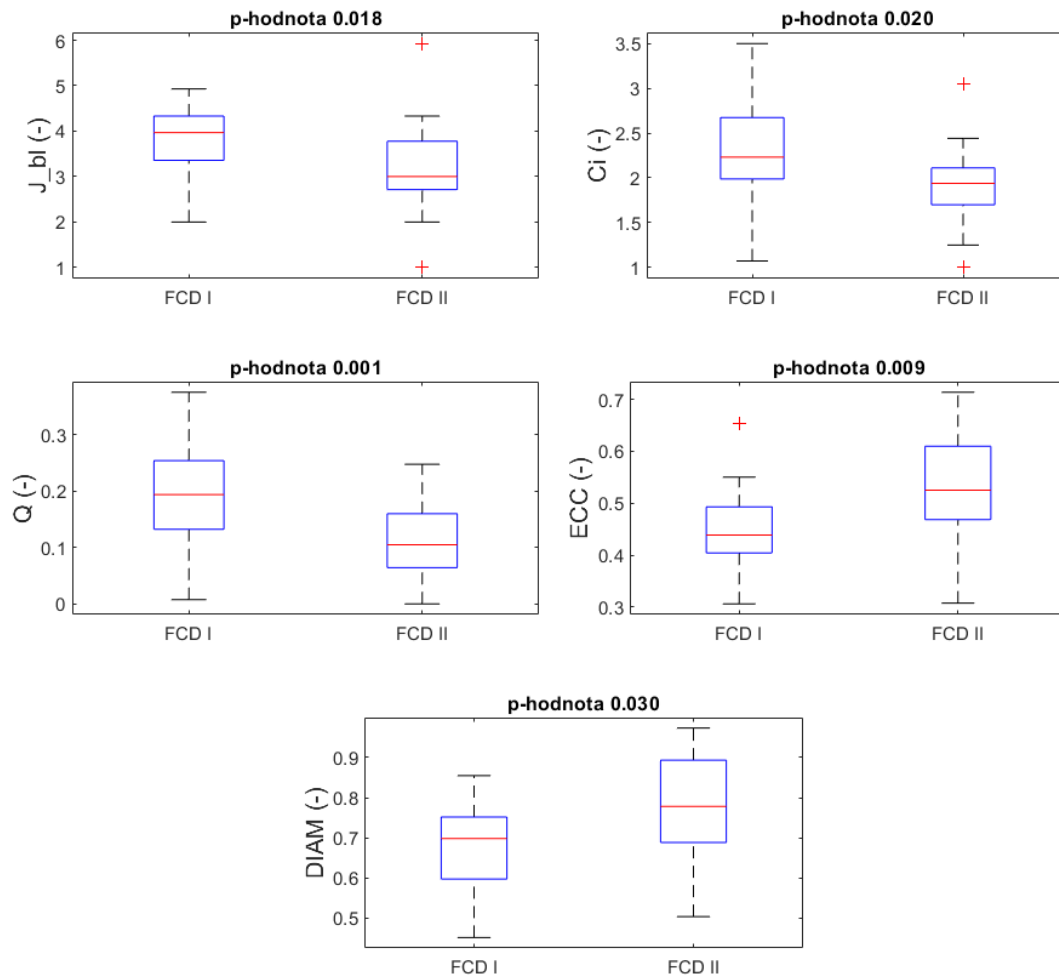 p-hodnota 0.018
6
5
4
3
2
1
J_bl (-)
FCD I FCD II
p-hodnota 0.020
3.5
3
2.5
2
1.5
1
Ci (-)
FCD I FCD II
p-hodnota 0.001
0.3
0.2
0.1
0
Q (-)
FCD I FCD II
p-hodnota 0.009
0.7
0.6
0.5
0.4
0.3
ECC (-)
FCD I FCD II
p-hodnota 0.030
0.9
0.8
0.7
0.6
0.5
DIAM (-)
FCD I FCD II